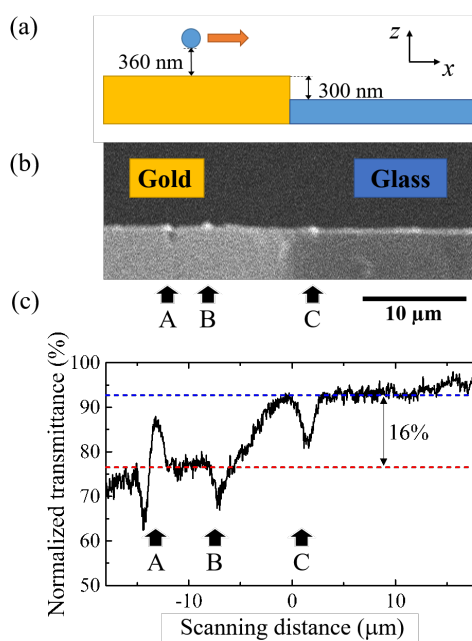 (a)
z
x
360 nm
300 nm
(b)
Gold
Glass
A
B
C
10 μm
(c)
Normalized transmittance (%)
100
90
80
70
60
50
16%
A
B
C
-10
0
10
Scanning distance (μm)